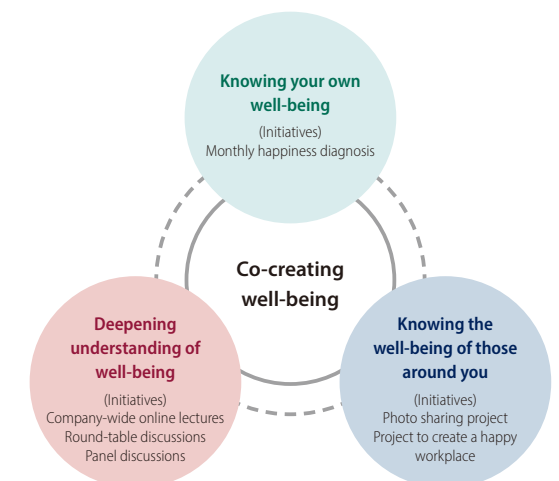 Knowing your own
well-being
(Initiatives)
Monthly happiness diagnosis
Co-creating
well-being
Deepening
understanding of
well-being
(Initiatives)
Company-wide online lectures
Round-table discussions
Panel discussions
Knowing the
well-being of those
around you
(Initiatives)
Photo sharing project
Project to create a happy
workplace